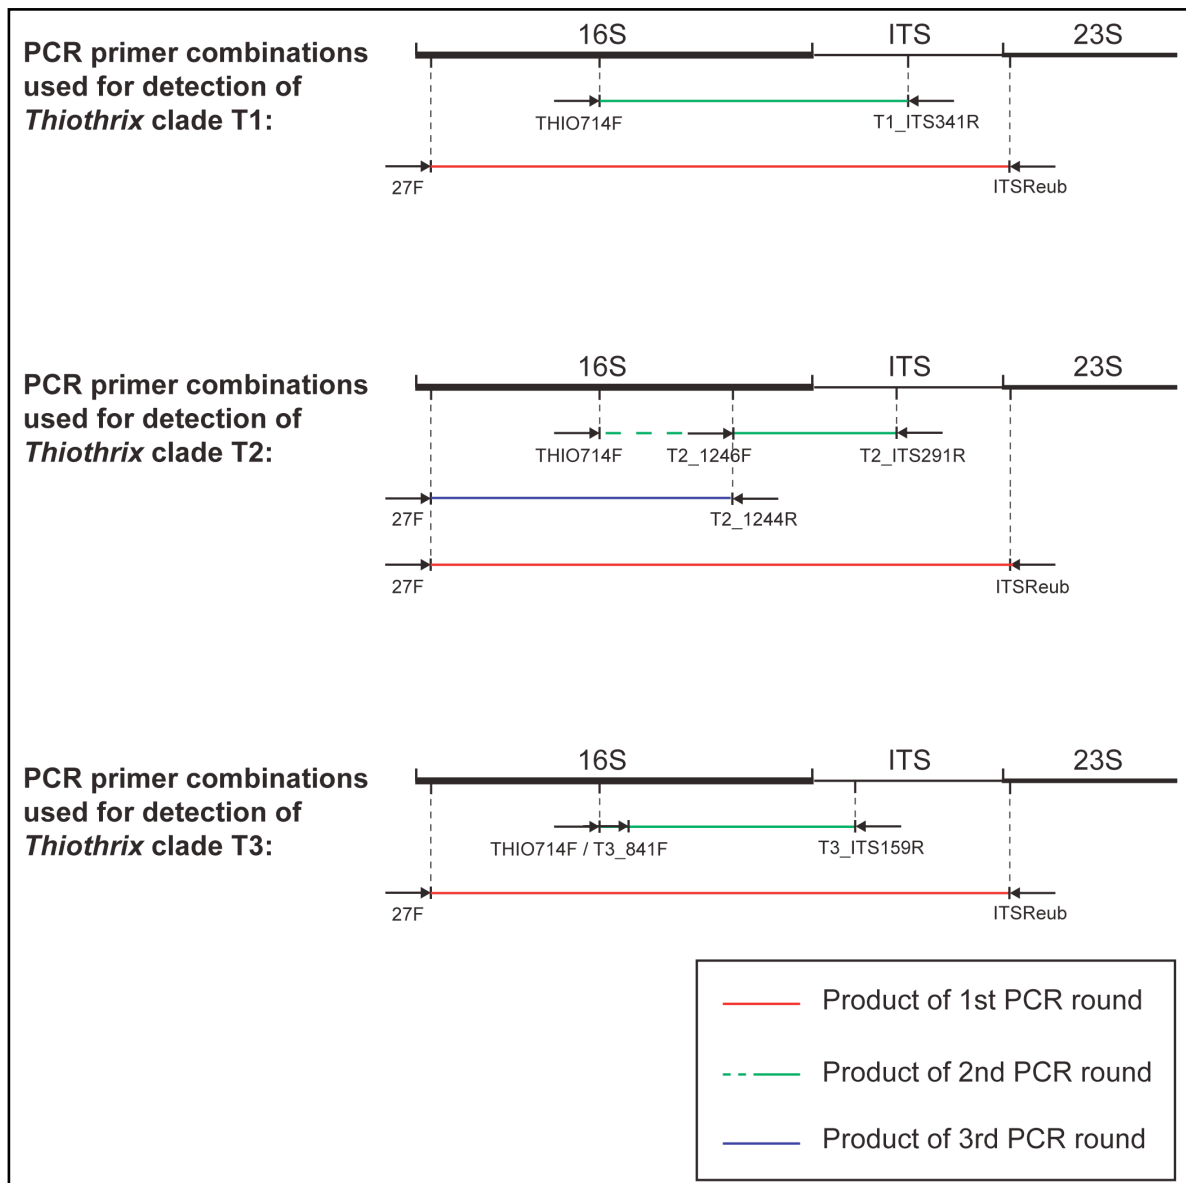 16S ITS 23S
PCR primer combinations
used for detection of
Thiothrix clade T1:
THIO714F T1_ITS341R
27F ITSReub
16S ITS 23S
PCR primer combinations
used for detection of
Thiothrix clade T2:
THIO714F T2_1246F T2_ITS291R
27F T2_1244R
27F ITSReub
16S ITS 23S
PCR primer combinations
used for detection of
Thiothrix clade T3:
THIO714F / T3_841F T3_ITS159R
27F ITSReub
Product of 1st PCR round
Product of 2nd PCR round
Product of 3rd PCR round